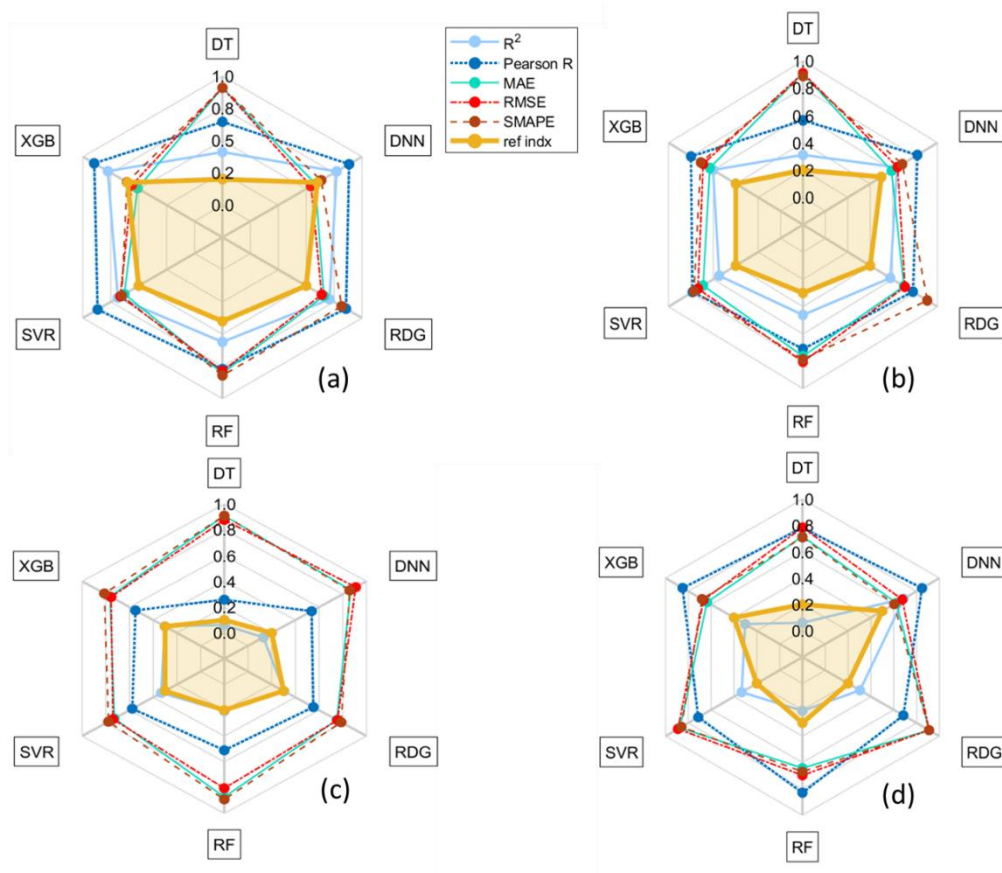 DT
1.0
0.8
0.5
0.2
0.0
XGB
DNN
SVR
RDG
RF
(a)
R²
Pearson R
MAE
RMSE
SMAPE
ref indx
DT
1.0
0.8
0.6
0.4
0.2
0.0
XGB
DNN
SVR
RDG
RF
(b)
DT
1.0
0.8
0.6
0.4
0.2
0.0
XGB
DNN
SVR
RDG
RF
(c)
DT
1.0
0.8
0.6
0.4
0.2
0.0
XGB
DNN
SVR
RDG
RF
(d)